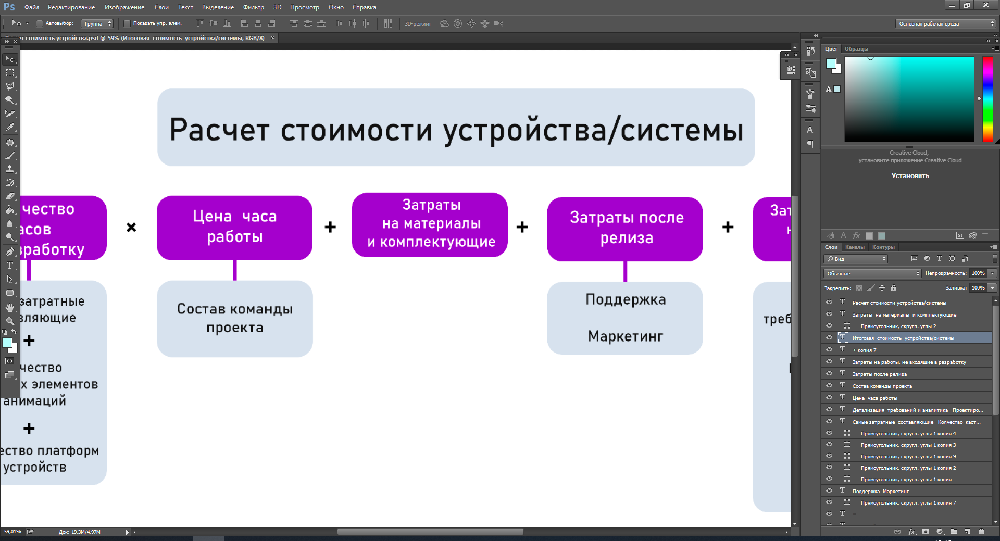 Ps Файл Редактирование Изображение Слои Текст Выделение Фильтр 3D Просмотр Окно Справка
Автовыбор: Группа Показать упр. элем. 3D-режим: Основная рабочая среда
стоимость устройства.psd @ 59% (Итоговая стоимость устройства/системы, RGB/8)
Расчет стоимости устройства/системы
чество
асов
работку
×
Цена часа
работы
+
Затраты
на материалы
и комплектующие
+
Затраты после
релиза
+
Зат
затратные
вляющие
+
чество
х элементов
анимаций
+
ество платформ
устройств
Состав команды
проекта
Поддержка
Маркетинг
треб
59,01% Док: 19,3M/4,97M
Цвет Образцы
Creative Cloud,
установите приложение Creative Cloud
Установить
St
Слои Каналы Контуры
Вид
Обычные Непрозрачность: 100%
Закрепить: Заливка: 100%
Расчет стоимости устройства/системы
Затраты на материалы и комплектующие
Прямоугольник, скругл. углы 2
Итоговая стоимость устройства/системы
+ копия 7
Затраты на работы, не входящие в разработку
Затраты после релиза
Состав команды проекта
Цена часа работы
Детализация требований и аналитика Проектиро...
Самые затратные составляющие Колчество каст...
Прямоугольник, скругл. углы 1 копия 4
Прямоугольник, скругл. углы 1 копия 3
Прямоугольник, скругл. углы 1 копия 9
Прямоугольник, скругл. углы 1 копия 2
Прямоугольник, скругл. углы 1 копия
Поддержка Маркетинг
Прямоугольник, скругл. углы 1 копия 7
=